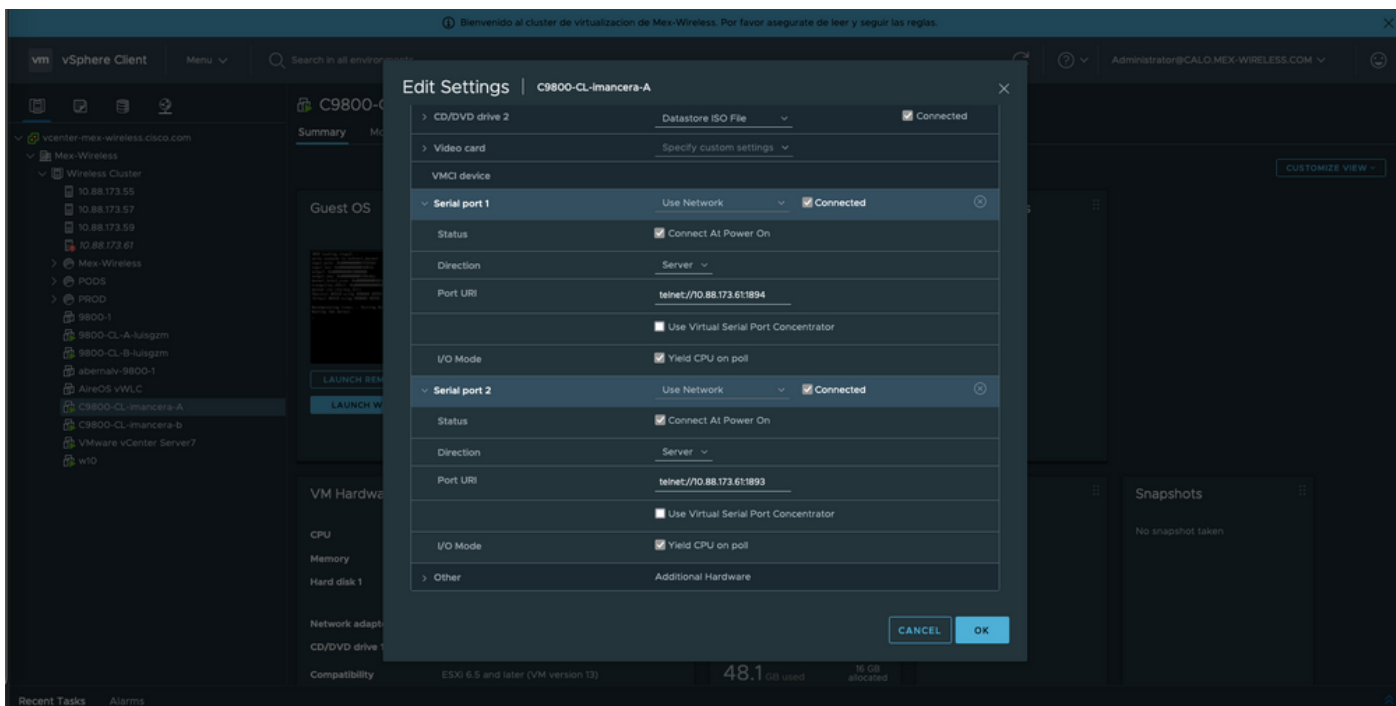 Bienvenido al cluster de virtualizacion de Mex-Wireless. Por favor asegurate de leer y seguir las reglas.
vm vSphere Client Menu Search in all environments Administrator@CALO.MEX-WIRELESS.COM
vcenter-mex-wireless.cisco.com
Mex-Wireless
Wireless Cluster
10.88.173.55
10.88.173.57
10.88.173.59
10.88.173.61
Mex-Wireless
PODS
PROD
9800-1
9800-CL-A-luisgzm
9800-CL-B-luisgzm
abernalv-9800-1
AireOS vWLC
C9800-CL-imancera-A
C9800-CL-imancera-b
VMware vCenter Server7
w10
C9800-C
Summary Mo
CUSTOMIZE VIEW
Guest OS
LAUNCH REM
LAUNCH W
Edit Settings | C9800-CL-imancera-A
CD/DVD drive 2 Datastore ISO File Connected
Video card Specify custom settings
VMCI device
Serial port 1 Use Network Connected
Status Connect At Power On
Direction Server
Port URI telnet://10.88.173.61:1894
Use Virtual Serial Port Concentrator
I/O Mode Yield CPU on poll
Serial port 2 Use Network Connected
Status Connect At Power On
Direction Server
Port URI telnet://10.88.173.61:1893
Use Virtual Serial Port Concentrator
I/O Mode Yield CPU on poll
Other Additional Hardware
CANCEL OK
VM Hardwa
CPU
Memory
Hard disk 1
Network adapt
CD/DVD drive 1
Compatibility ESXi 6.5 and later (VM version 13)
48.1 GB used
16 GB allocated
Snapshots
No snapshot taken
Recent Tasks Alarms